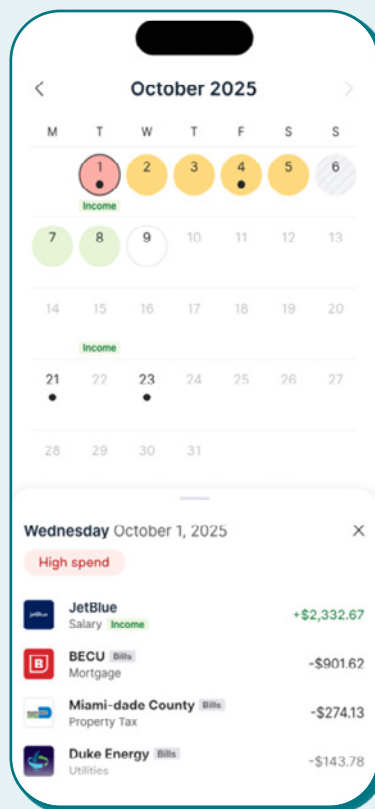 October 2025
M T W T F S S
1 2 3 4 5 6
Income
7 8 9 10 11 12 13
14 15 16 17 18 19 20
Income
21 22 23 24 25 26 27
28 29 30 31
Wednesday October 1, 2025
High spend
jetBlue JetBlue +$2,332.67
Salary Income
B BECU Bills -$901.62
Mortgage
Miami-dade County Bills -$274.13
Property Tax
Duke Energy Bills -$143.78
Utilities